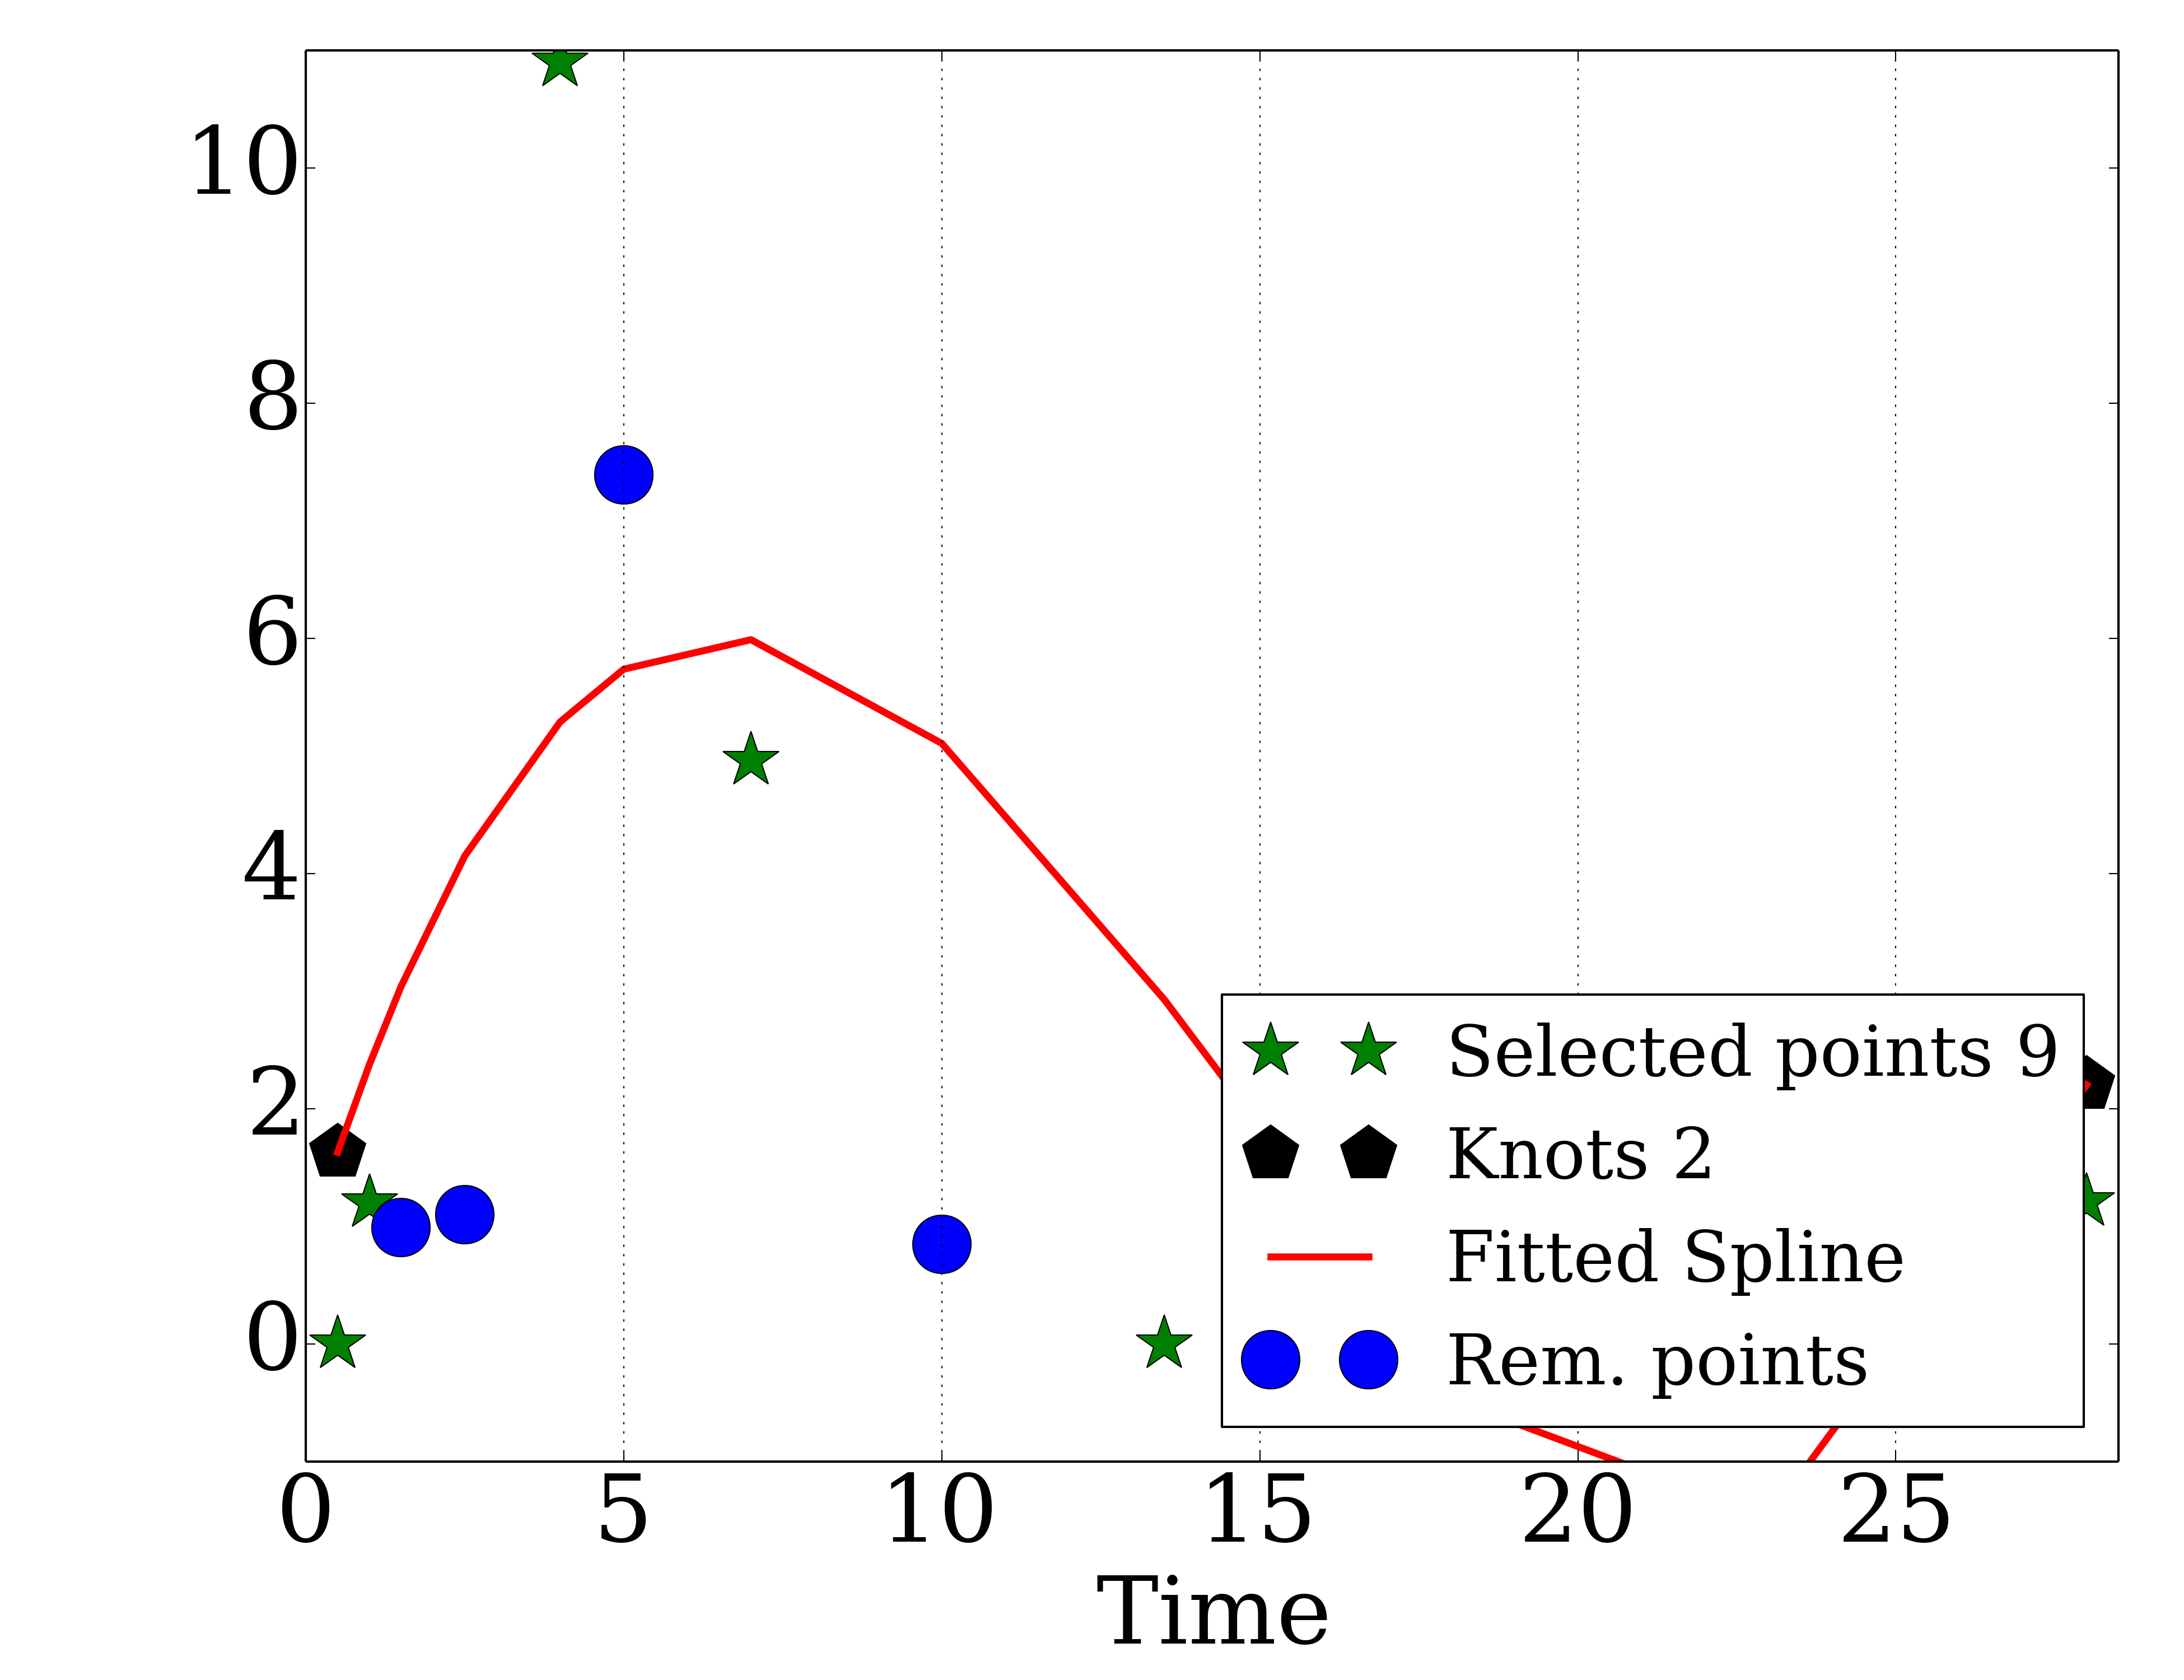 10
8
6
4
2
0
Selected points 9
Knots 2
Fitted Spline
Rem. points
0 5 10 15 20 25
Time